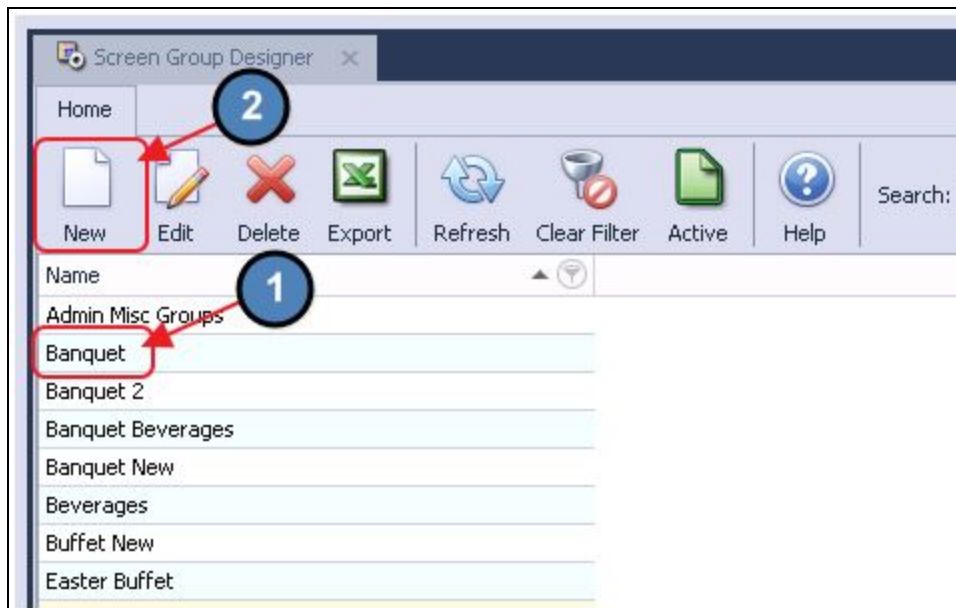 Screen Group Designer
Home
2
New Edit Delete Export Refresh Clear Filter Active Help Search:
Name
1
Admin Misc Groups
Banquet
Banquet 2
Banquet Beverages
Banquet New
Beverages
Buffet New
Easter Buffet